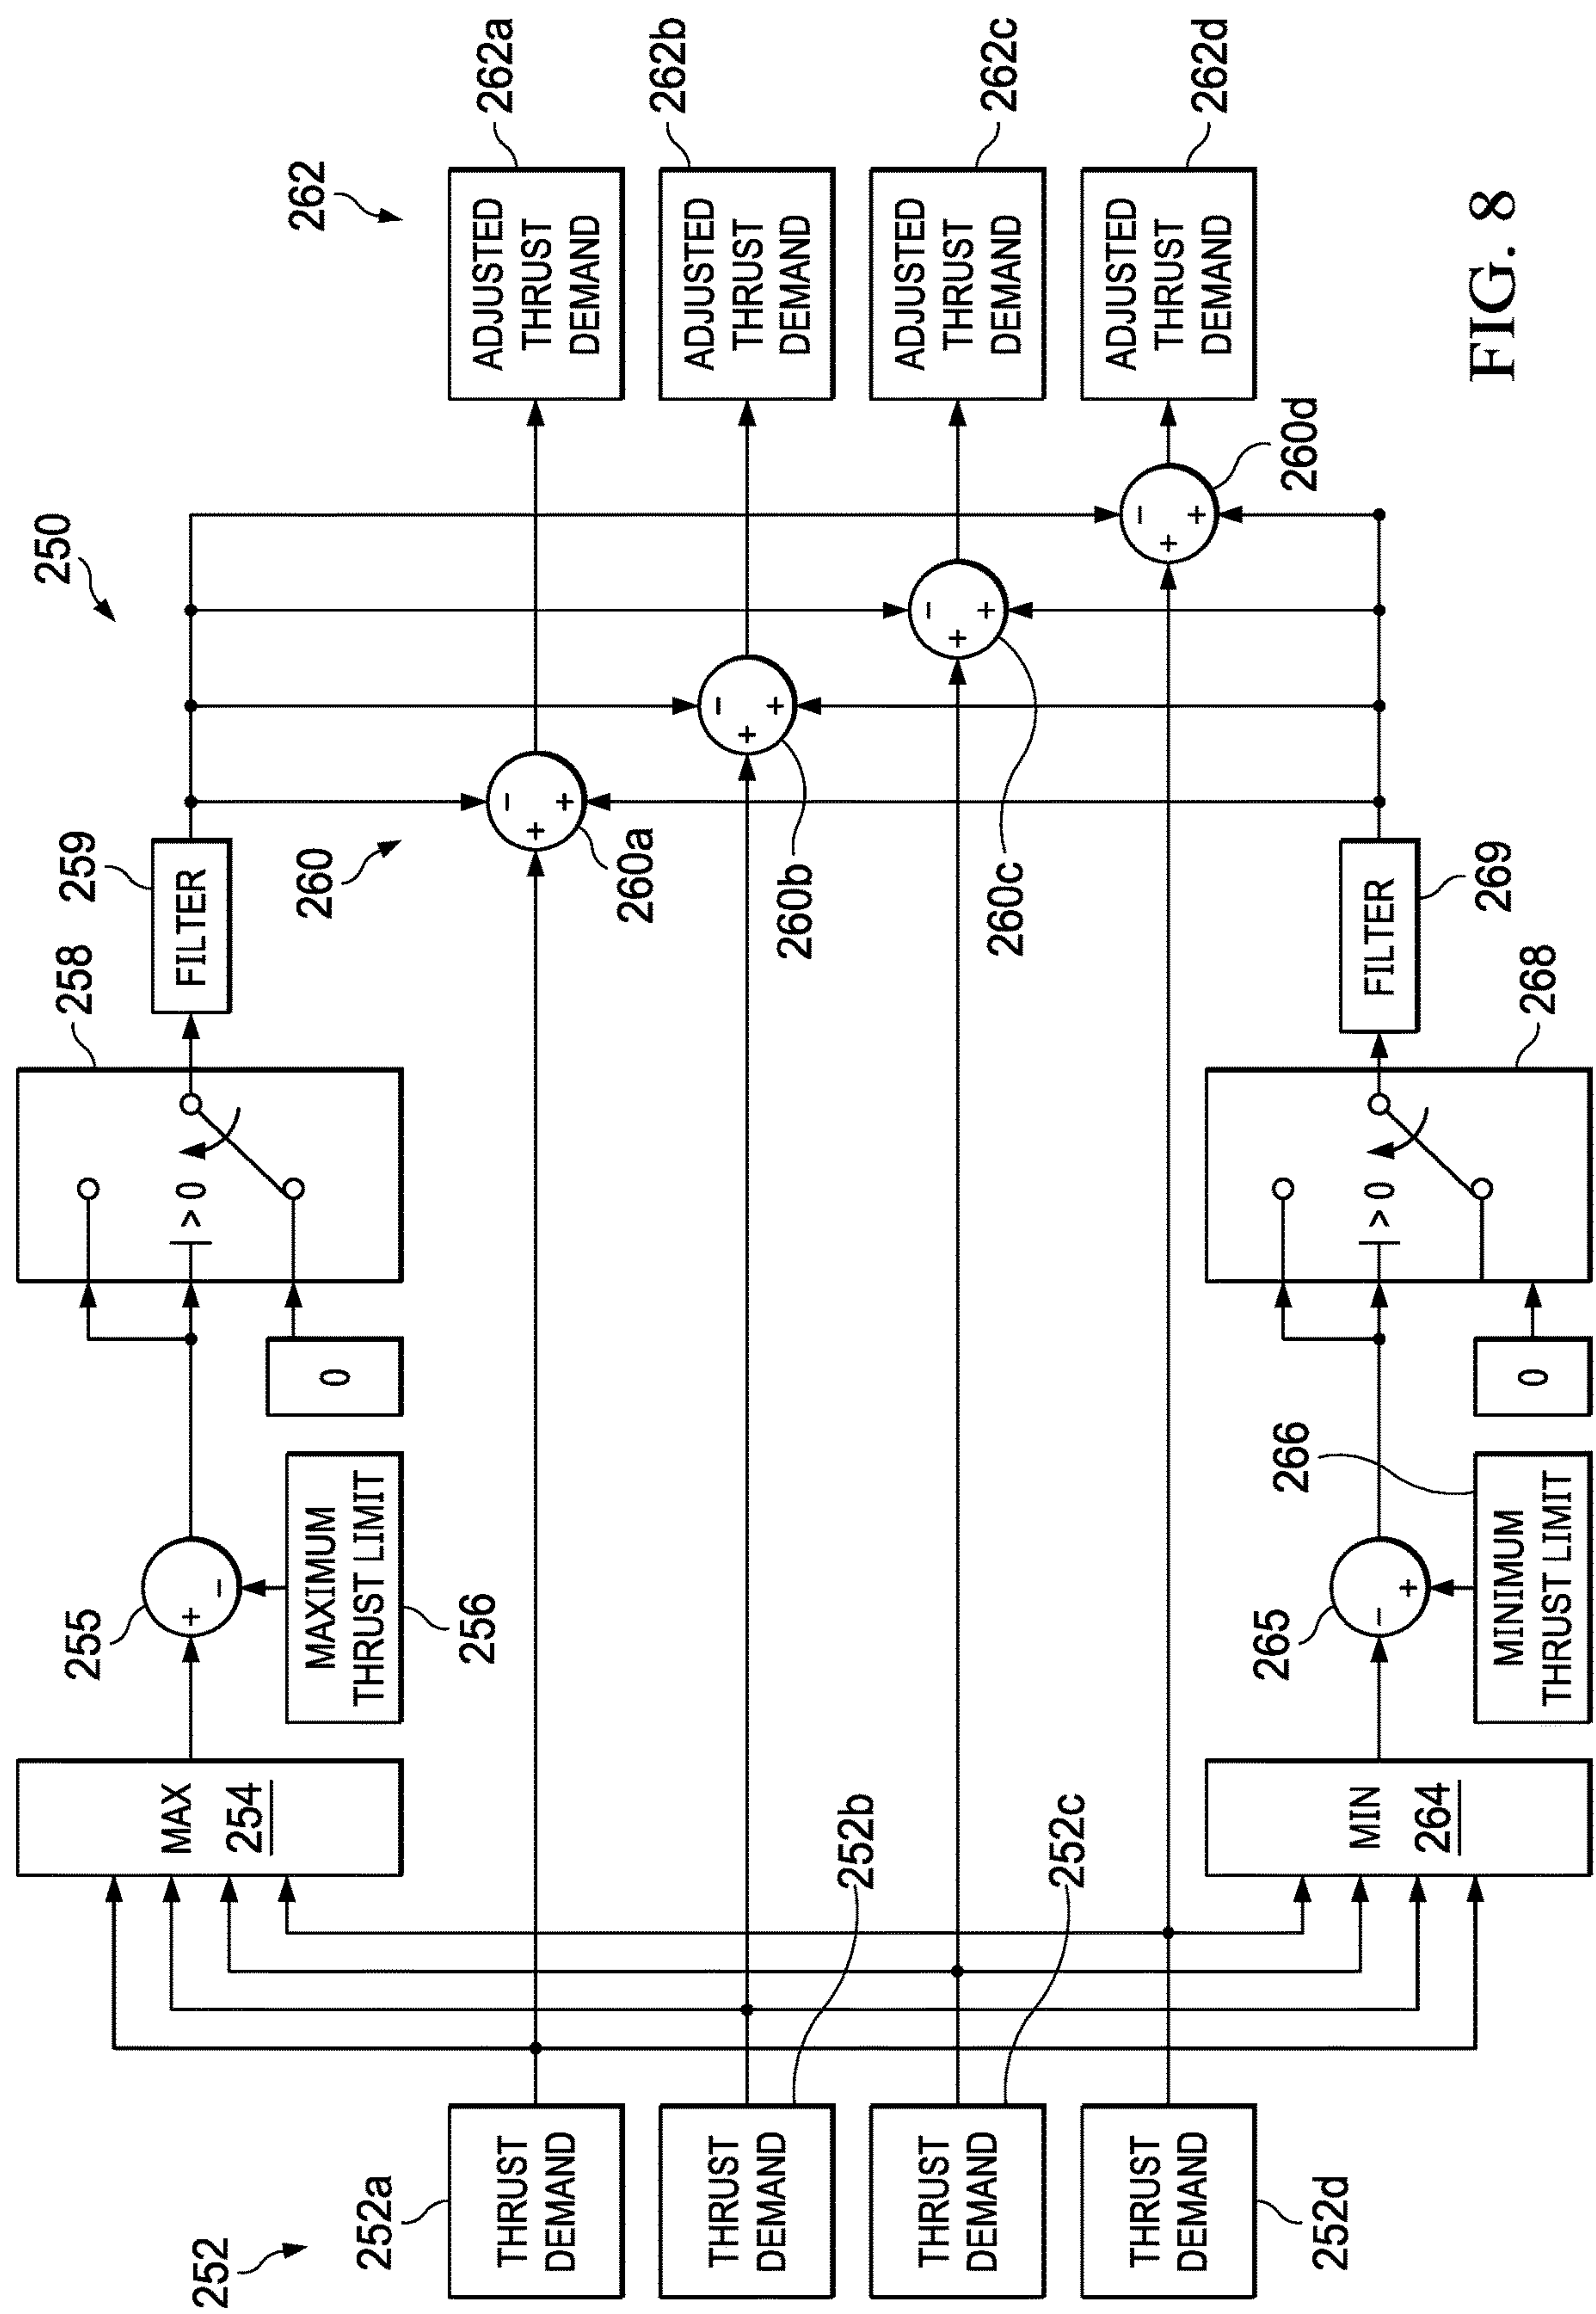 250
252
252a
THRUST
DEMAND
THRUST
DEMAND
252b
THRUST
DEMAND
252c
THRUST
DEMAND
252d
MAX
254
255
+
-
MAXIMUM
THRUST LIMIT
256
0
> 0
258
FILTER
259
MIN
264
265
-
+
MINIMUM
THRUST LIMIT
266
0
> 0
268
FILTER
269
260
-
+
+
260a
-
+
+
260b
-
+
+
260c
-
+
+
260d
262
ADJUSTED
THRUST
DEMAND
262a
ADJUSTED
THRUST
DEMAND
262b
ADJUSTED
THRUST
DEMAND
262c
ADJUSTED
THRUST
DEMAND
262d
FIG. 8